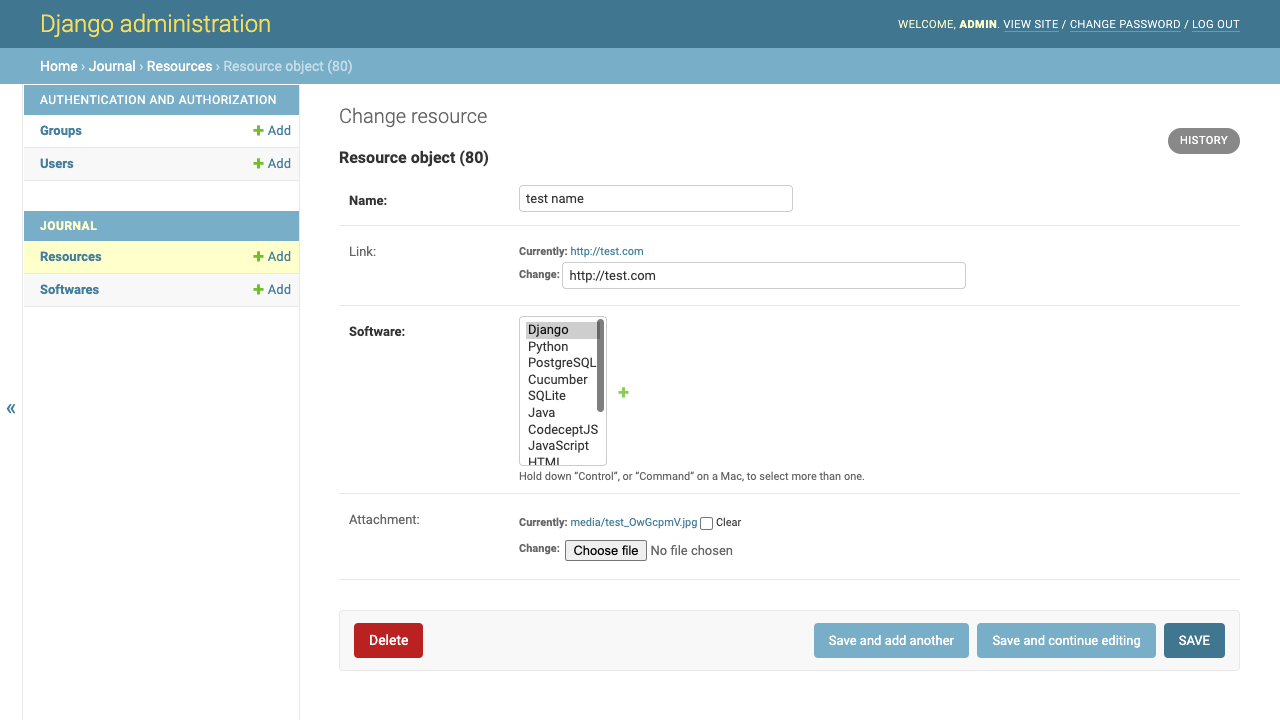 Django administration
WELCOME, ADMIN. VIEW SITE / CHANGE PASSWORD / LOG OUT
Home › Journal › Resources › Resource object (80)
AUTHENTICATION AND AUTHORIZATION
Groups + Add
Users + Add
JOURNAL
Resources + Add
Softwares + Add
«
Change resource
HISTORY
Resource object (80)
Name: test name
Link: Currently: http://test.com
Change: http://test.com
Software:
Django
Python
PostgreSQL
Cucumber
SQLite
Java
CodeceptJS
JavaScript
HTML
Hold down “Control”, or “Command” on a Mac, to select more than one.
Attachment: Currently: media/test_OwGcpmV.jpg Clear
Change: Choose file No file chosen
Delete Save and add another Save and continue editing SAVE